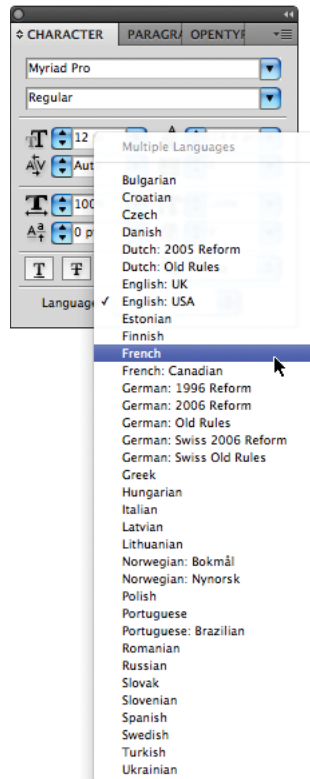 CHARACTER PARAGR OPENTYP
Myriad Pro
Regular
12
Aut
100
0 p
Language
Multiple Languages
Bulgarian
Croatian
Czech
Danish
Dutch: 2005 Reform
Dutch: Old Rules
English: UK
✓ English: USA
Estonian
Finnish
French
French: Canadian
German: 1996 Reform
German: 2006 Reform
German: Old Rules
German: Swiss 2006 Reform
German: Swiss Old Rules
Greek
Hungarian
Italian
Latvian
Lithuanian
Norwegian: Bokmål
Norwegian: Nynorsk
Polish
Portuguese
Portuguese: Brazilian
Romanian
Russian
Slovak
Slovenian
Spanish
Swedish
Turkish
Ukrainian